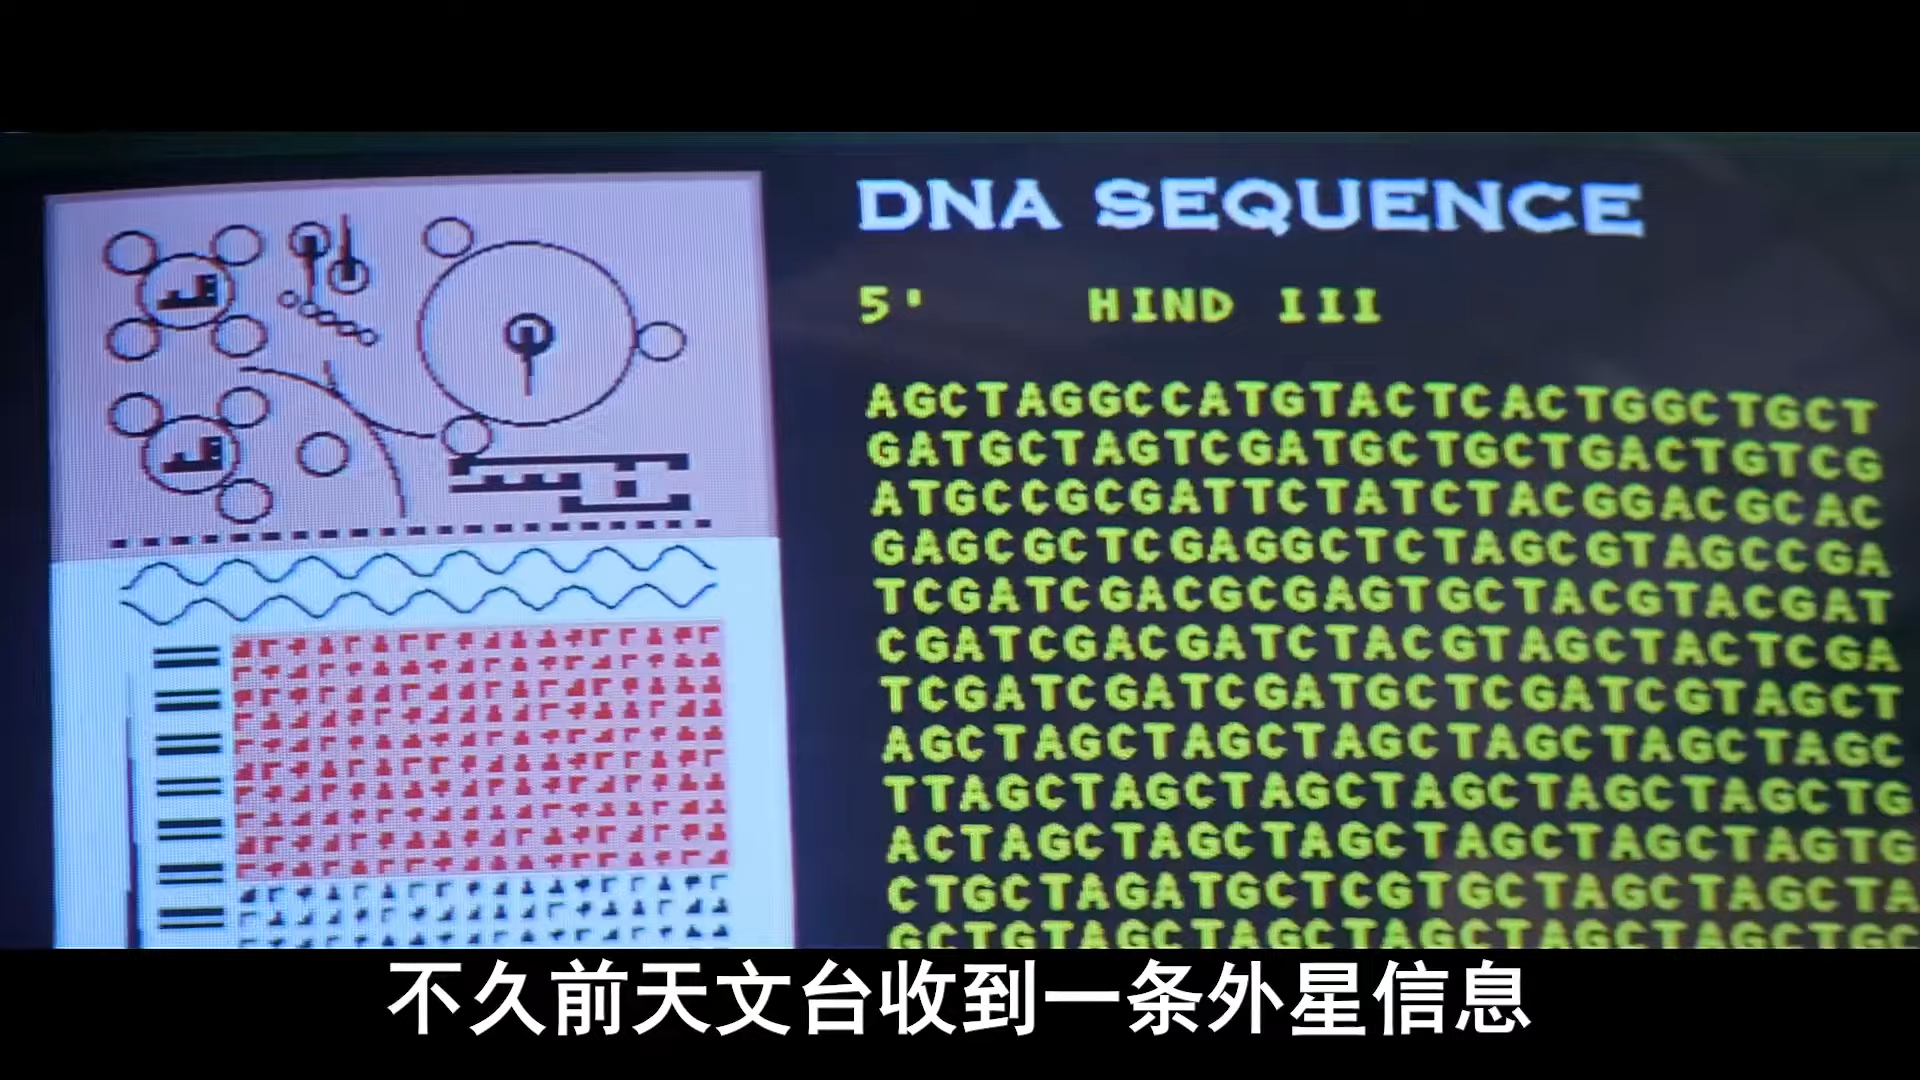 DNA SEQUENCE
5' HIND III
AGCTAGGCCATGTACTCACTGGCTGCT
GATGCTAGTCGATGCTGCTGACTGTCG
ATGCCGCGATTCTATCTACGGACGCAC
GAGCGCTCGAGGCTCTAGCGTAGCCGA
TCGATCGACGCGAGTGCTACGTACGAT
CGATCGACGATCTACGTAGCTACTCGA
TCGATCGATCGATGCTCGATCGTAGCT
AGCTAGCTAGCTAGCTAGCTAGCTAGC
TTAGCTAGCTAGCTAGCTAGCTAGCTG
ACTAGCTAGCTAGCTAGCTAGCTAGTG
CTGCTAGATGCTCGTGCTAGCTAGCTA
GCTGTAGCTAGCTAGCTAGCTAGCTGC
不久前天文台收到一条外星信息